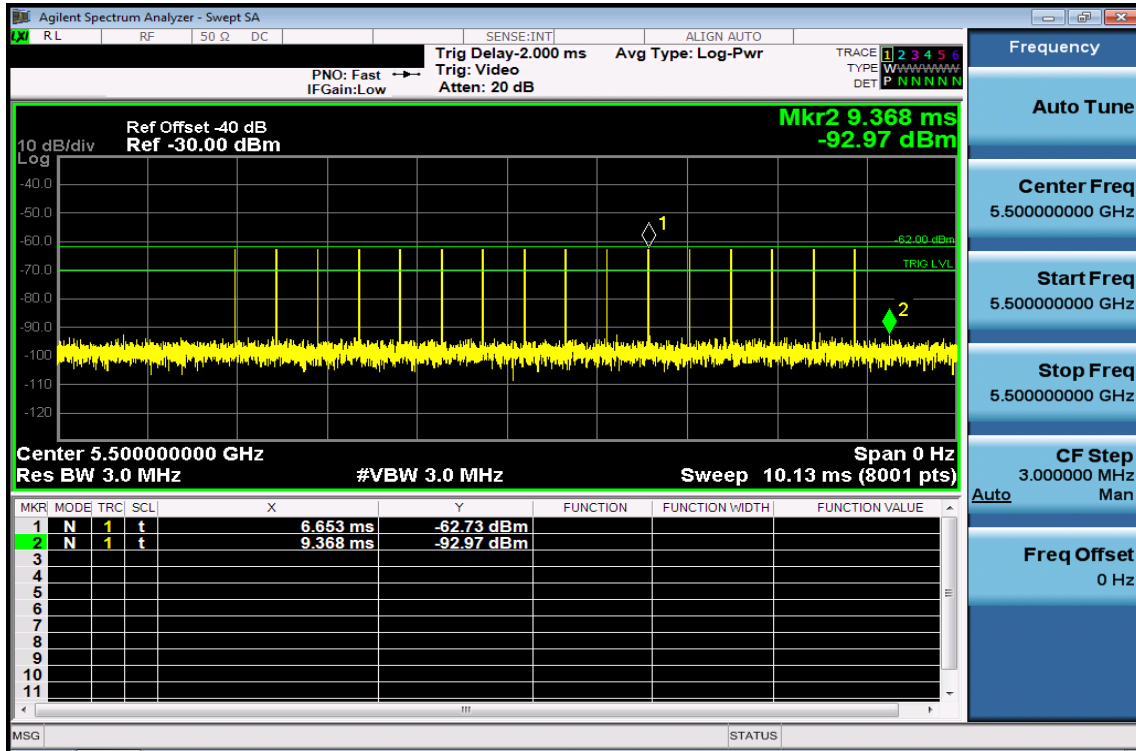 Agilent Spectrum Analyzer - Swept SA
LXI RL RF 50 Ω DC SENSE:INT ALIGN AUTO
Trig Delay-2.000 ms Avg Type: Log-Pwr TRACE 1 2 3 4 5 6
PNO: Fast Trig: Video TYPE WWWWWWW
IFGain:Low Atten: 20 dB DET P N N N N N
Frequency
Auto Tune
Center Freq
5.500000000 GHz
Start Freq
5.500000000 GHz
Stop Freq
5.500000000 GHz
CF Step
3.000000 MHz
Auto Man
Freq Offset
0 Hz
Mkr2 9.368 ms
-92.97 dBm
Ref Offset -40 dB
10 dB/div Ref -30.00 dBm
Log
-40.0
-50.0
1
-60.0
-62.00 dBm
TRIG LVL
-70.0
-80.0
2
-90.0
-100
-110
-120
Center 5.500000000 GHz Span 0 Hz
Res BW 3.0 MHz #VBW 3.0 MHz Sweep 10.13 ms (8001 pts)
MKR MODE TRC SCL X Y FUNCTION FUNCTION WIDTH FUNCTION VALUE
1 N 1 t 6.653 ms -62.73 dBm
2 N 1 t 9.368 ms -92.97 dBm
3
4
5
6
7
8
9
10
11
MSG STATUS